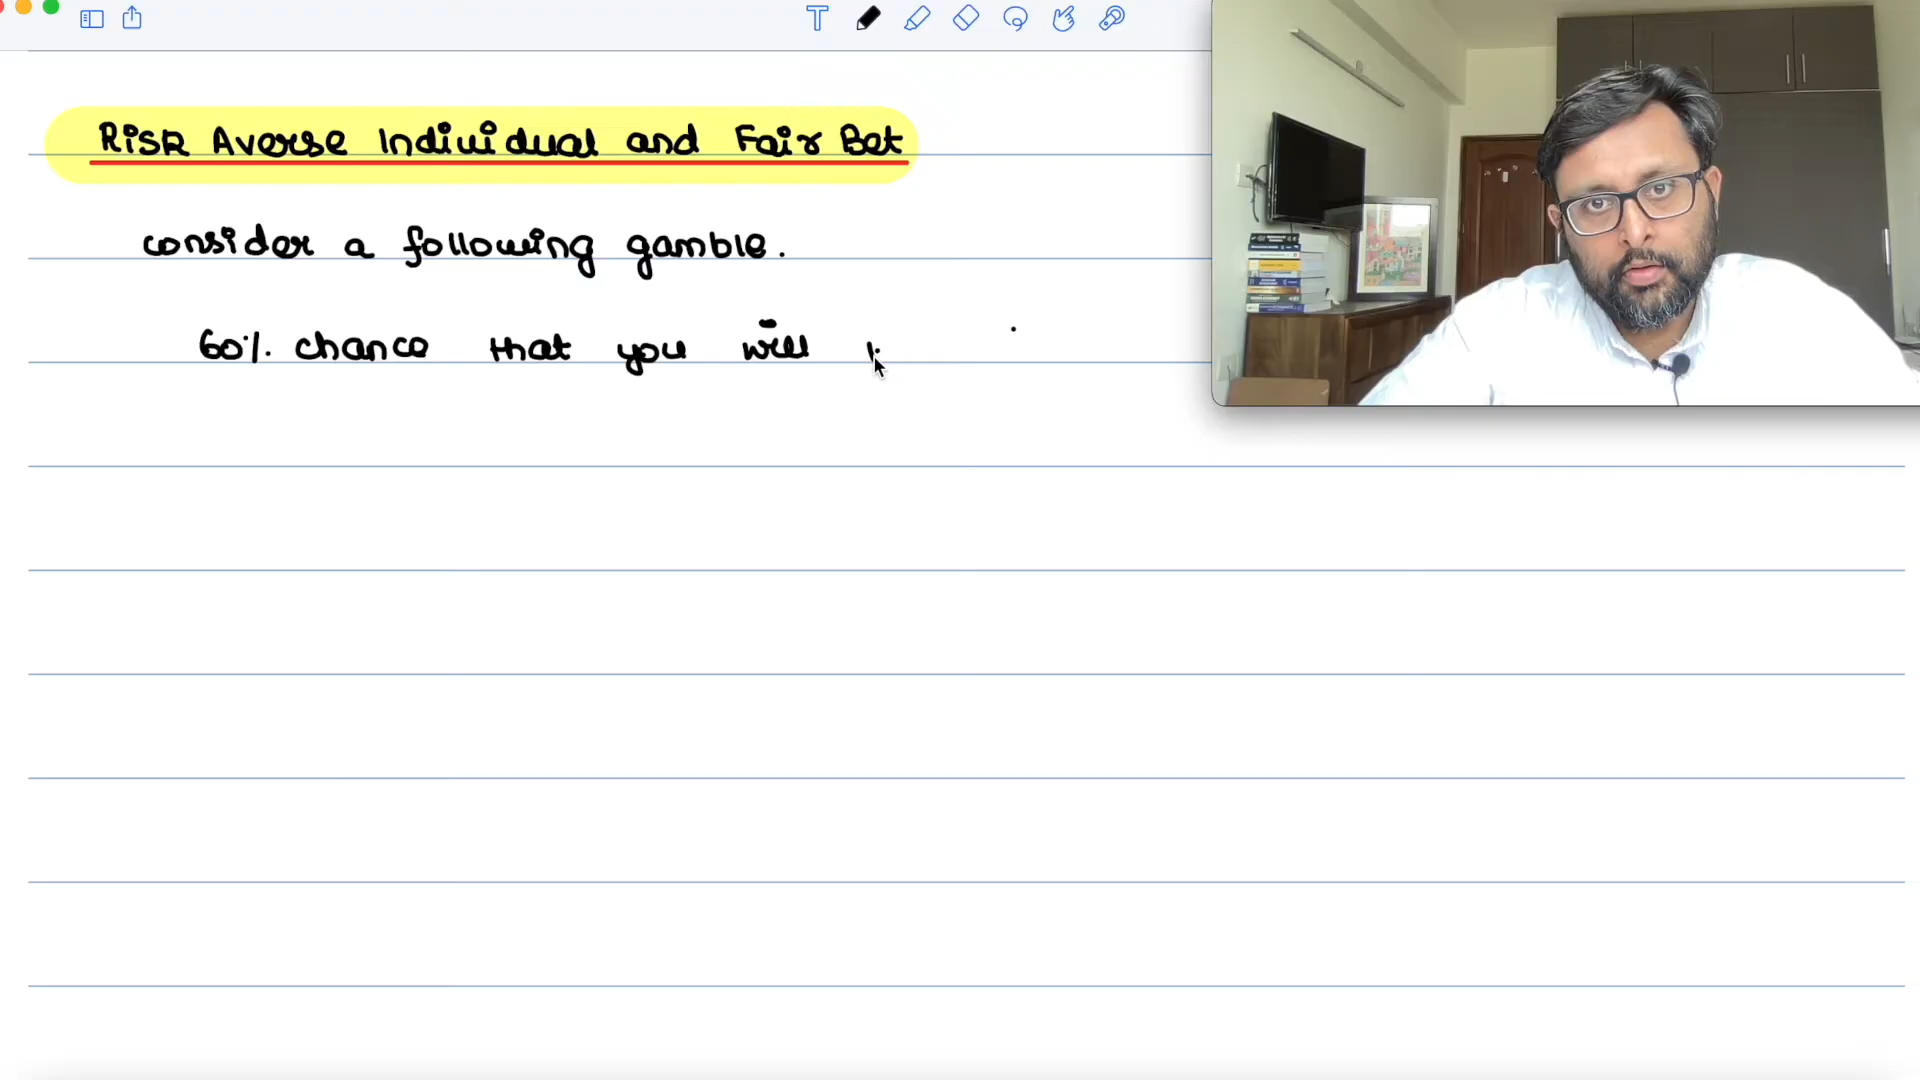 Risk Averse Individual and Fair Bet
consider a following gamble.
60% chance that you will